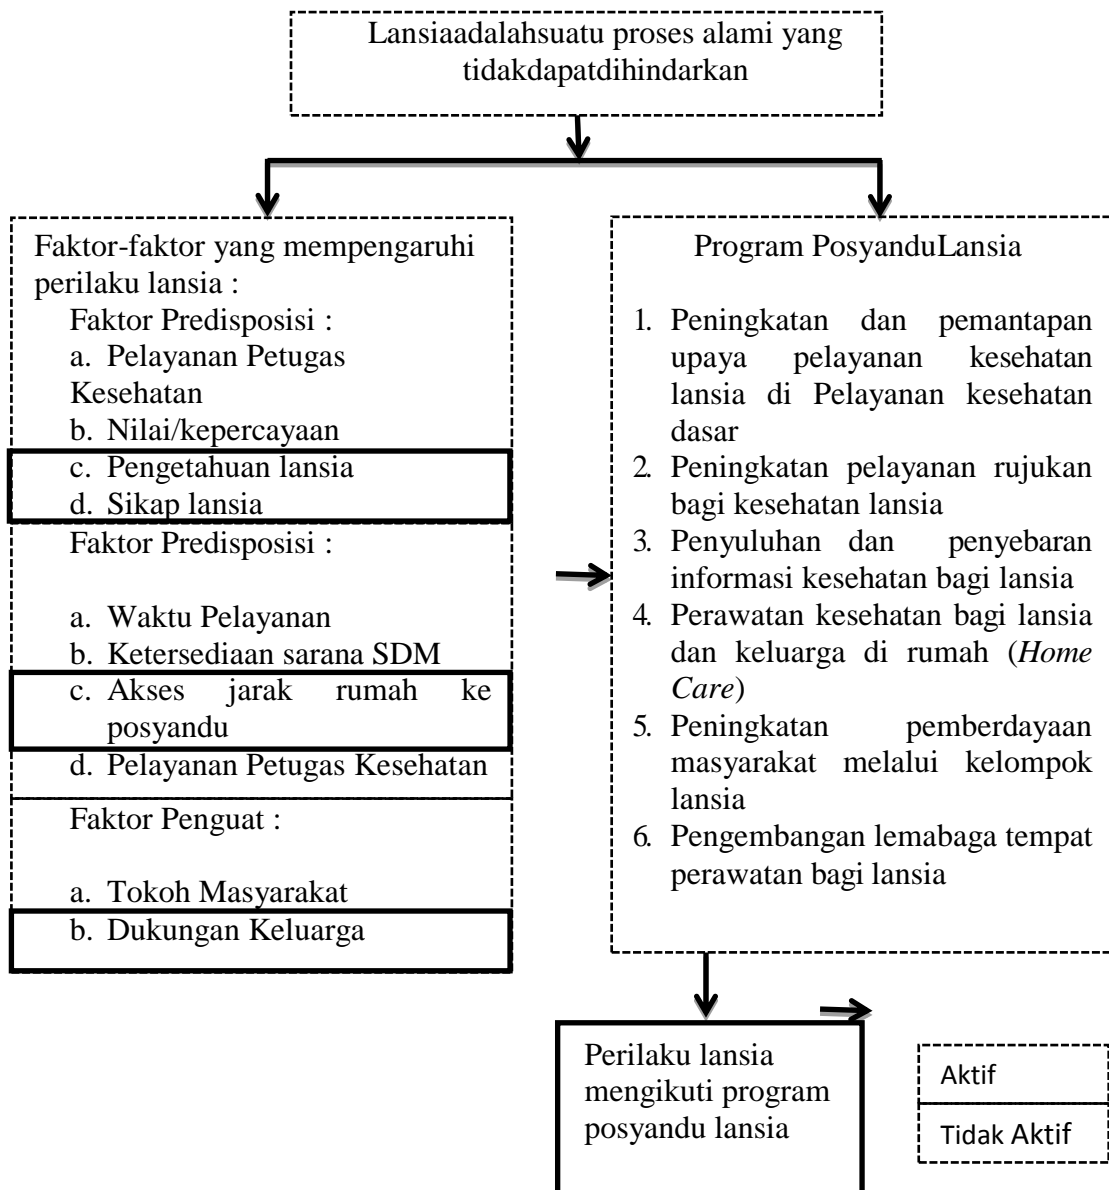 Lansiaadalahsuatu proses alami yang
tidakdapatdihindarkan
Faktor-faktor yang mempengaruhi
perilaku lansia :
Faktor Predisposisi :
a. Pelayanan Petugas
Kesehatan
b. Nilai/kepercayaan
c. Pengetahuan lansia
d. Sikap lansia
Faktor Predisposisi :
a. Waktu Pelayanan
b. Ketersediaan sarana SDM
c. Akses jarak rumah ke
posyandu
d. Pelayanan Petugas Kesehatan
Faktor Penguat :
a. Tokoh Masyarakat
b. Dukungan Keluarga
Program PosyanduLansia
1. Peningkatan dan pemantapan
upaya pelayanan kesehatan
lansia di Pelayanan kesehatan
dasar
2. Peningkatan pelayanan rujukan
bagi kesehatan lansia
3. Penyuluhan dan penyebaran
informasi kesehatan bagi lansia
4. Perawatan kesehatan bagi lansia
dan keluarga di rumah (Home
Care)
5. Peningkatan pemberdayaan
masyarakat melalui kelompok
lansia
6. Pengembangan lemabaga tempat
perawatan bagi lansia
Perilaku lansia
mengikuti program
posyandu lansia
Aktif
Tidak Aktif